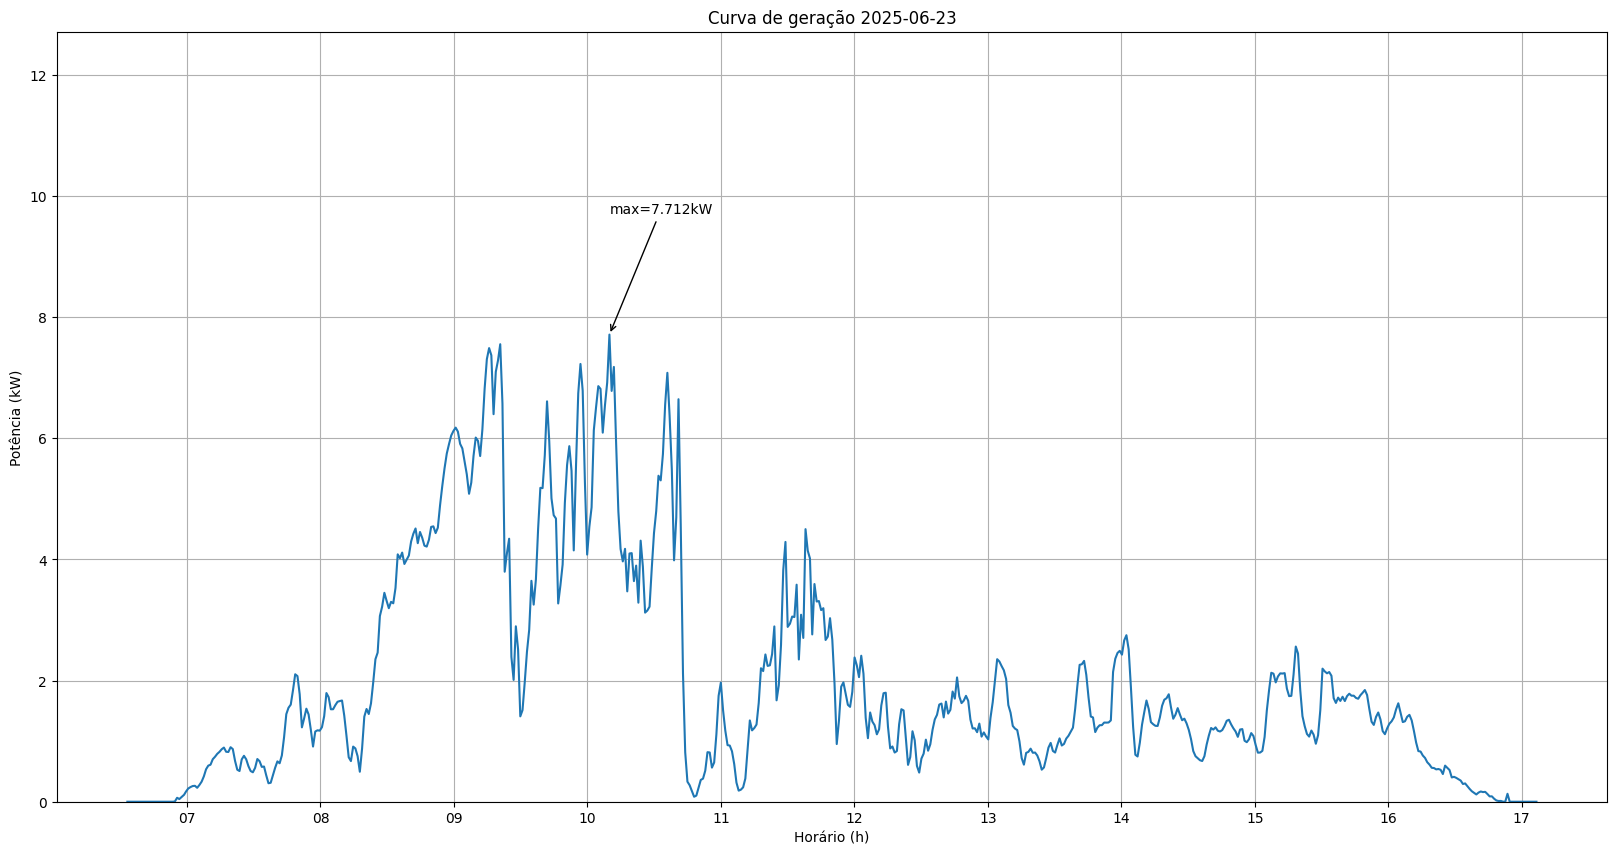 Curva de geração 2025-06-23
12
10
8
6
4
2
0
Potência (kW)
max=7.712kW
07 08 09 10 11 12 13 14 15 16 17
Horário (h)